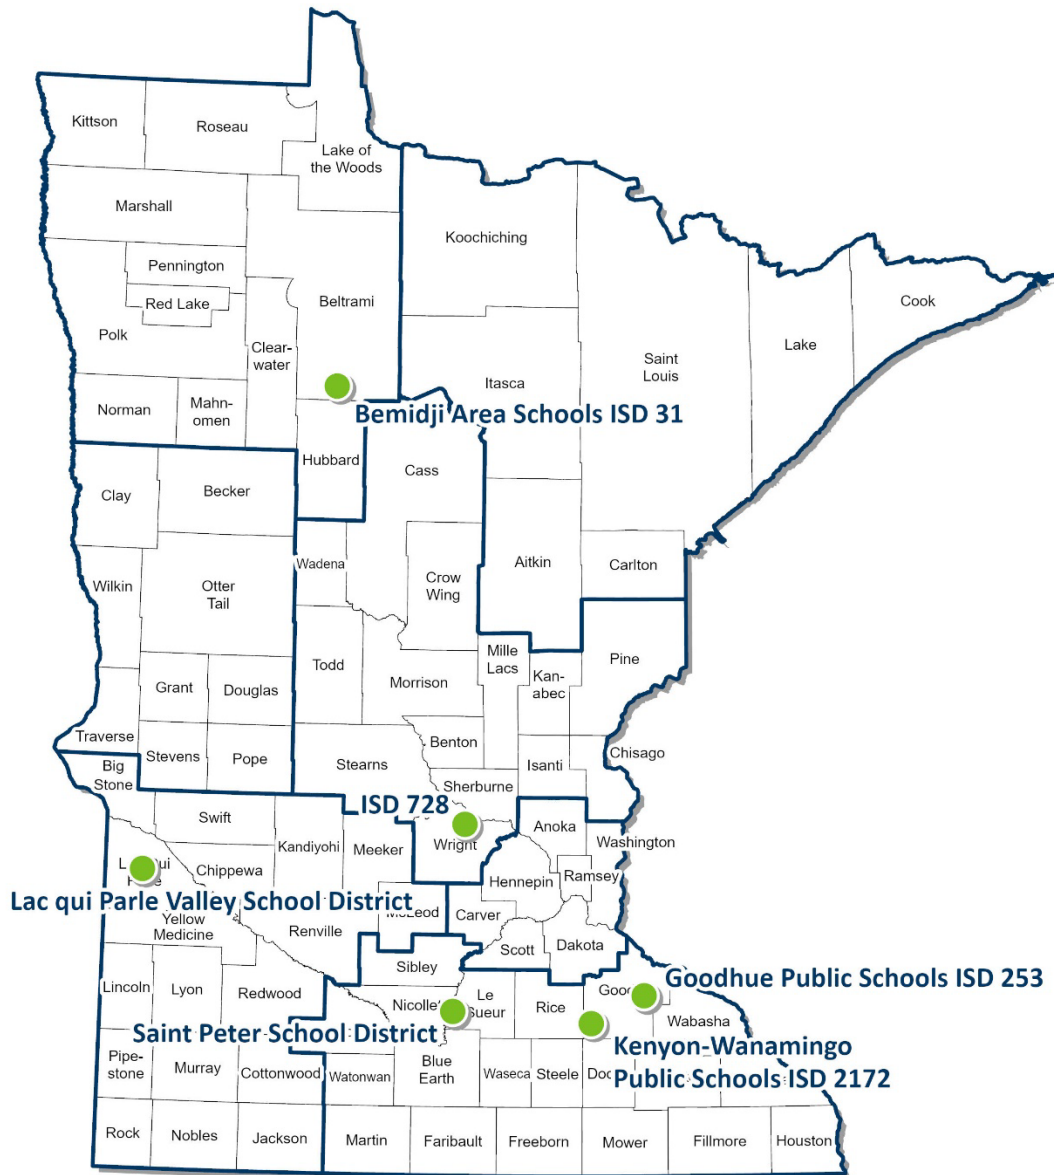 Kittson
Roseau
Lake of
the Woods
Marshall
Koochiching
Pennington
Red Lake
Beltrami
Polk
Clear-
water
Cook
Lake
Saint
Louis
Itasca
Norman
Mahn-
omen
Bemidji Area Schools ISD 31
Hubbard
Cass
Clay
Becker
Aitkin
Carlton
Wadena
Crow
Wing
Wilkin
Otter
Tail
Mille
Lacs
Pine
Todd
Kan-
abec
Morrison
Grant
Douglas
Traverse
Stevens
Pope
Benton
Chisago
Big
Stone
Stearns
Isanti
Sherburne
ISD 728
Swift
Anoka
Kandiyohi
Meeker
Wright
Washington
Chippewa
Hennepin
Ramsey
Lac qui Parle Valley School District
Carver
Yellow
Medicine
Renville
Scott
Dakota
Sibley
Lincoln
Lyon
Redwood
Nicollet
Le
Sueur
Rice
Goodhue Public Schools ISD 253
Wabasha
Saint Peter School District
Kenyon-Wanamingo
Public Schools ISD 2172
Pipe-
stone
Murray
Cottonwood
Watonwan
Blue
Earth
Waseca
Steele
Rock
Nobles
Jackson
Martin
Faribault
Freeborn
Mower
Fillmore
Houston